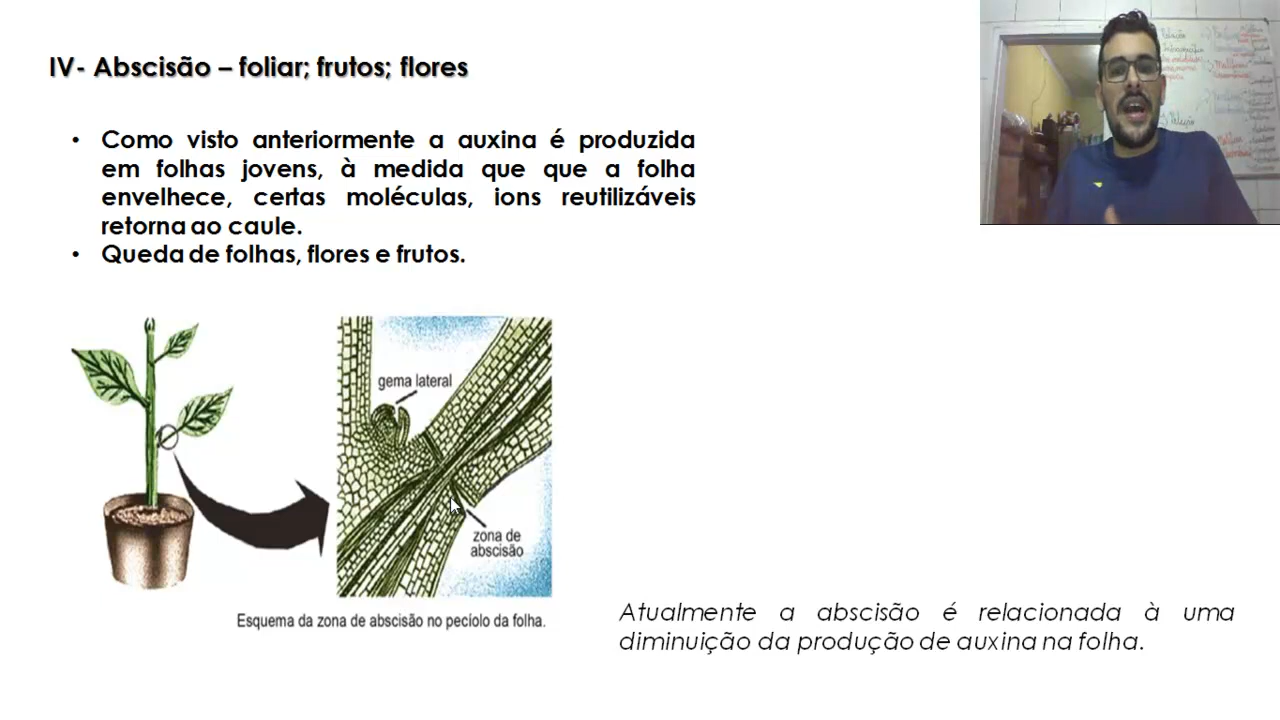 IV- Abscisão – foliar; frutos; flores
• Como visto anteriormente a auxina é produzida
em folhas jovens, à medida que que a folha
envelhece, certas moléculas, ions reutilizáveis
retorna ao caule.
• Queda de folhas, flores e frutos.
gema lateral
zona de
abscisão
Esquema da zona de abscisão no pecíolo da folha.
Atualmente a abscisão é relacionada à uma
diminuição da produção de auxina na folha.